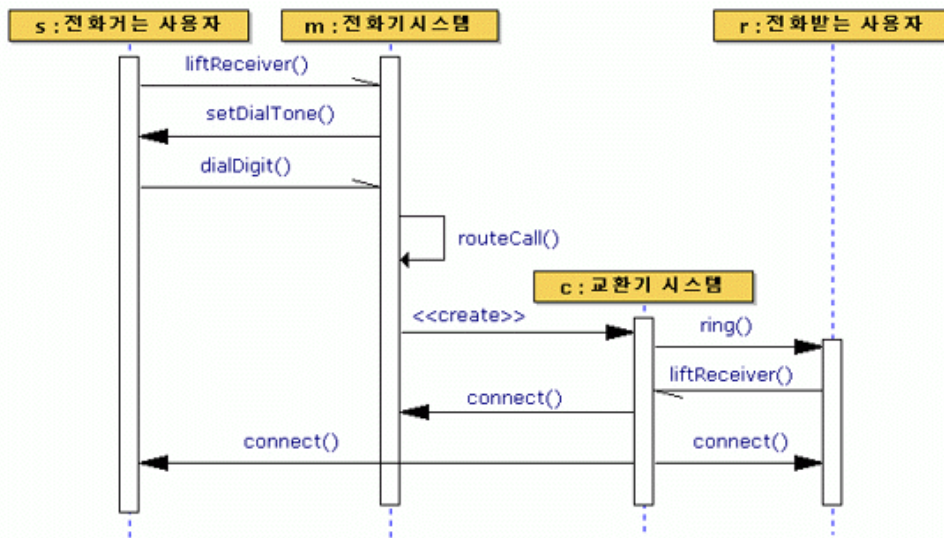 s : 전화거는 사용자
m : 전화기시스템
r : 전화받는 사용자
liftReceiver()
setDialTone()
dialDigit()
routeCall()
c : 교환기 시스템
<<create>>
ring()
liftReceiver()
connect()
connect()
connect()